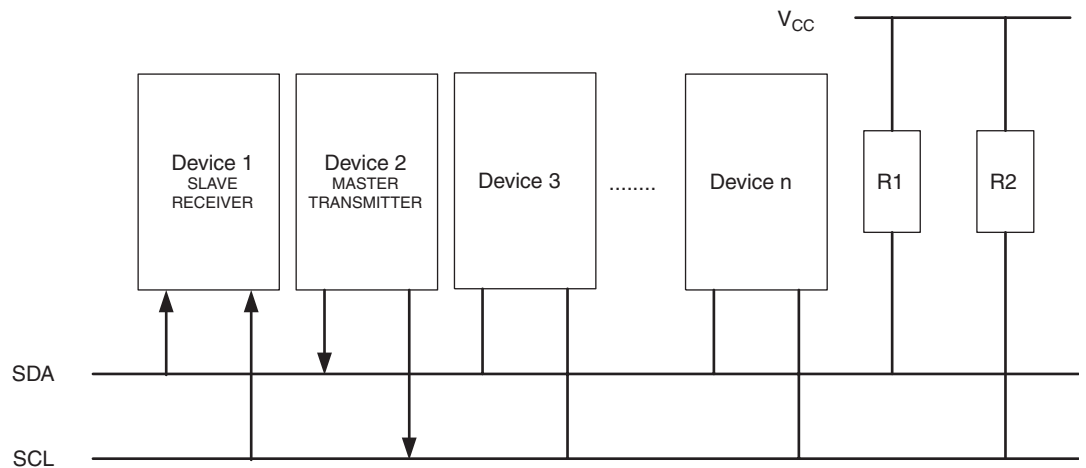 VCC
Device 1
SLAVE
RECEIVER
Device 2
MASTER
TRANSMITTER
Device 3
........
Device n
R1
R2
SDA
SCL